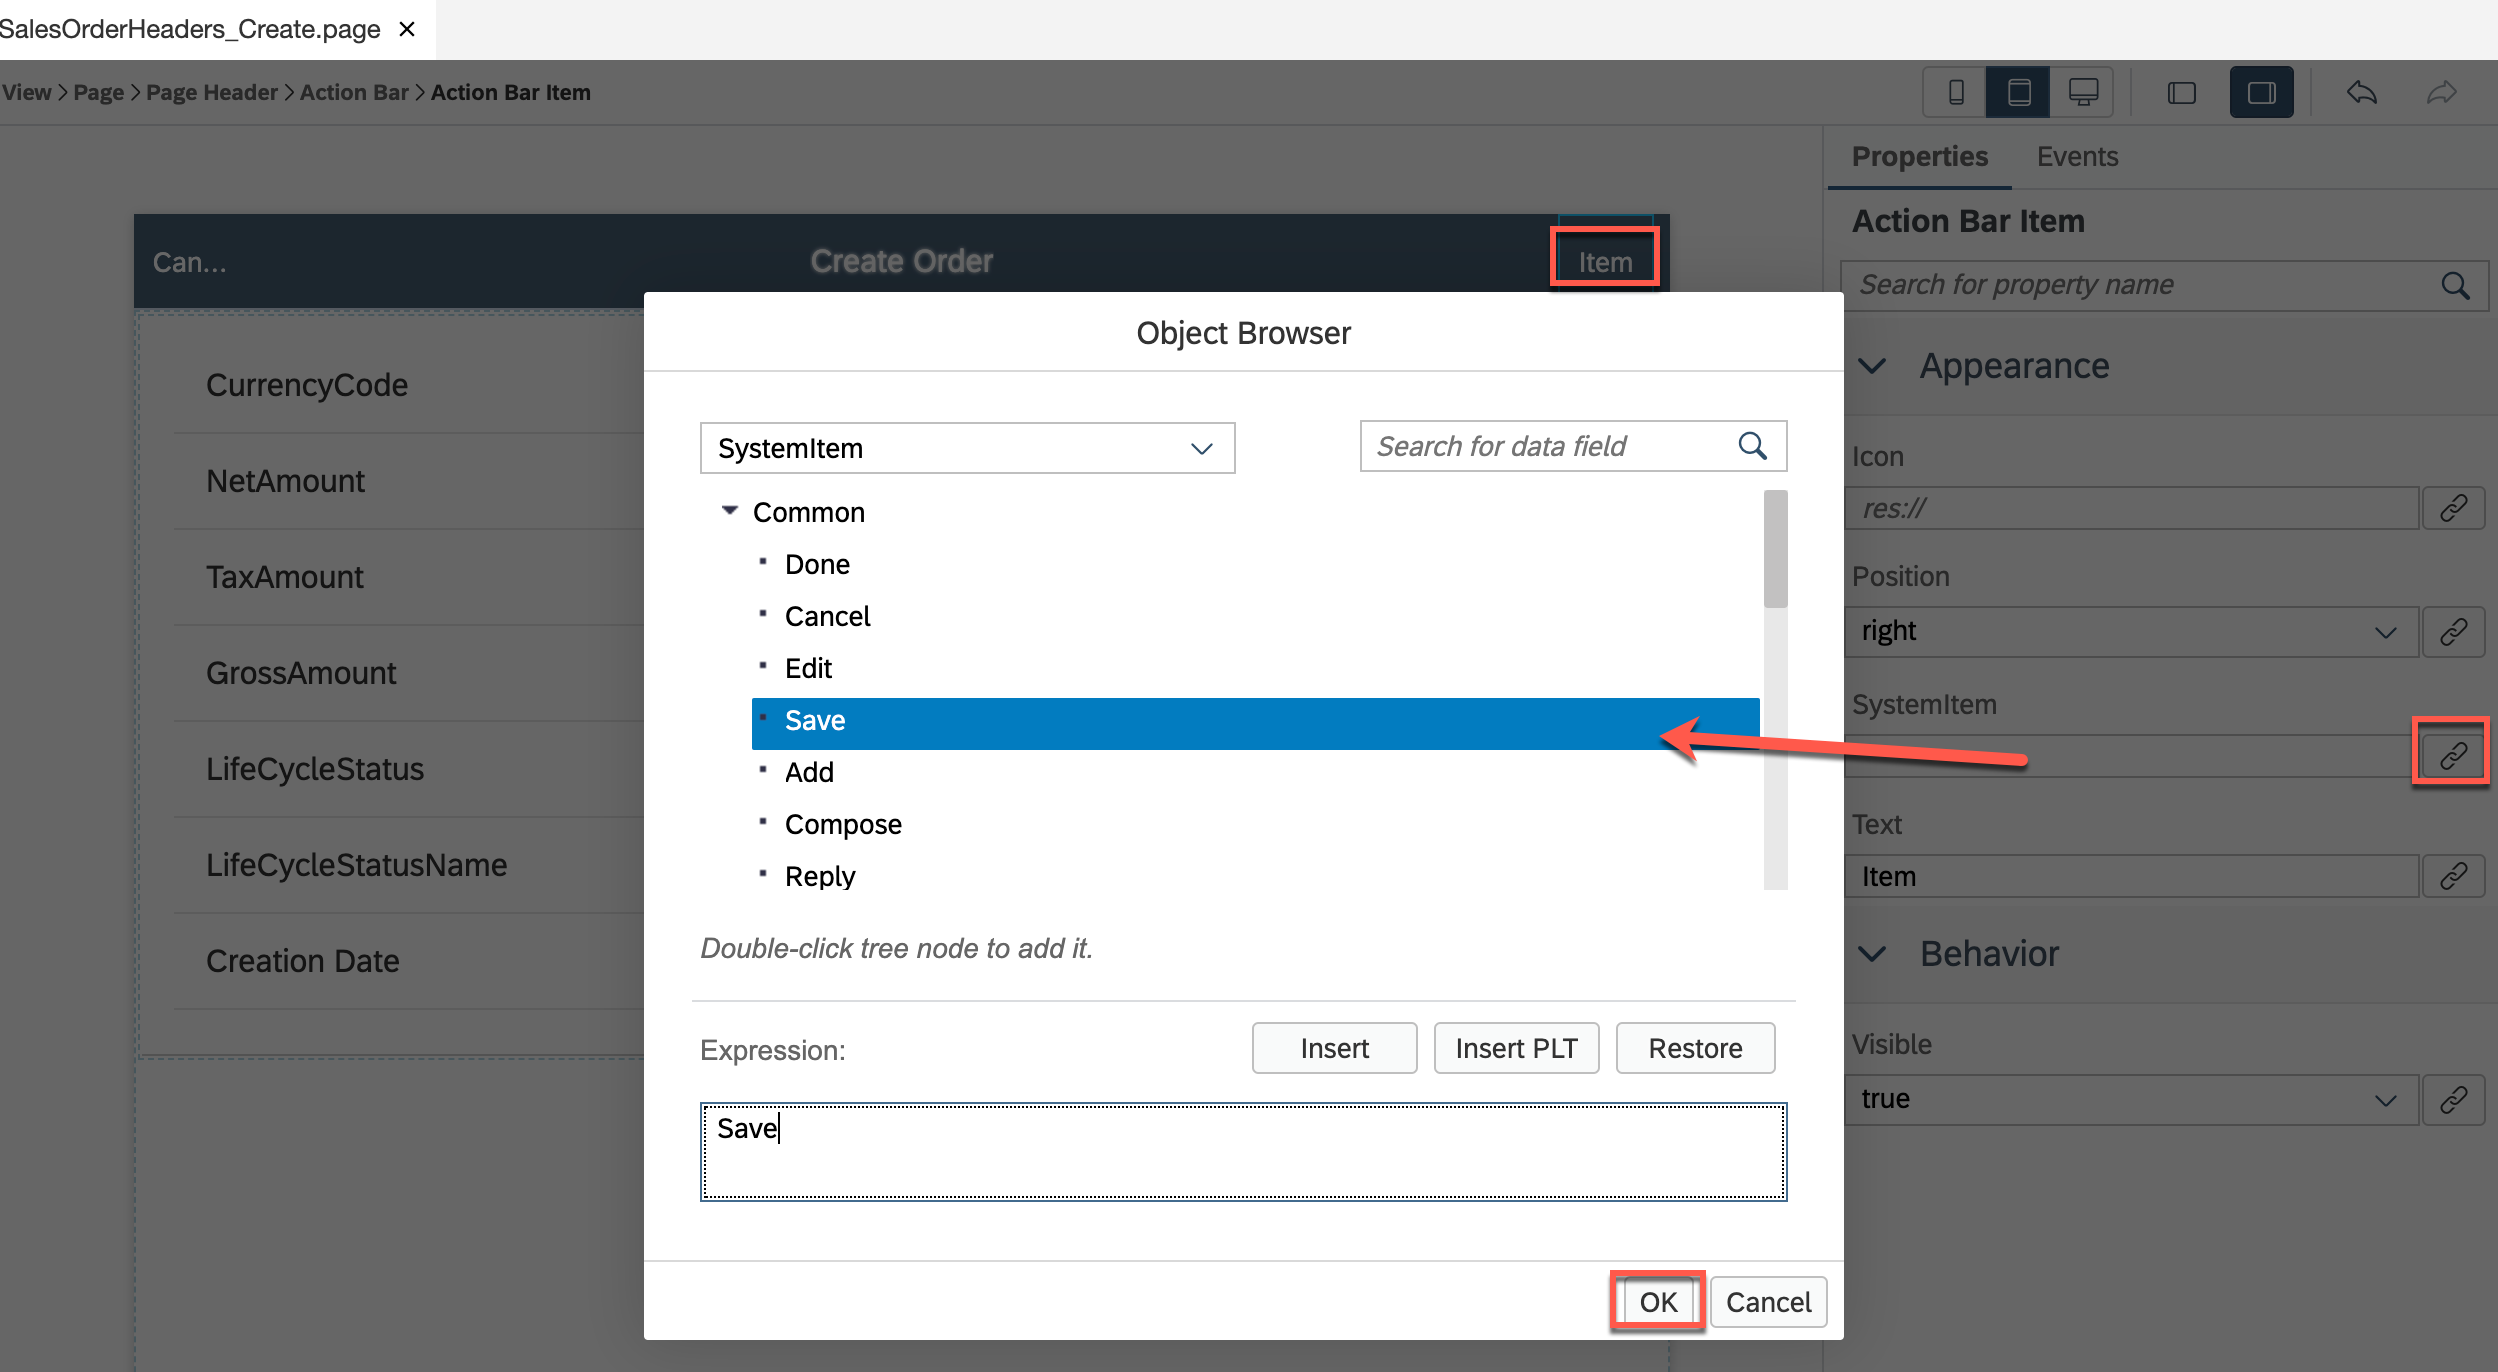 SalesOrderHeaders_Create.page ×
View > Page > Page Header > Action Bar > Action Bar Item
Can...
Create Order
Item
CurrencyCode
NetAmount
TaxAmount
GrossAmount
LifeCycleStatus
LifeCycleStatusName
Creation Date
Object Browser
SystemItem
Search for data field
Common
Done
Cancel
Edit
Save
Add
Compose
Reply
Double-click tree node to add it.
Expression:
Insert
Insert PLT
Restore
Save
OK
Cancel
Properties
Events
Action Bar Item
Search for property name
Appearance
Icon
res://
Position
right
SystemItem
Text
Item
Behavior
Visible
true